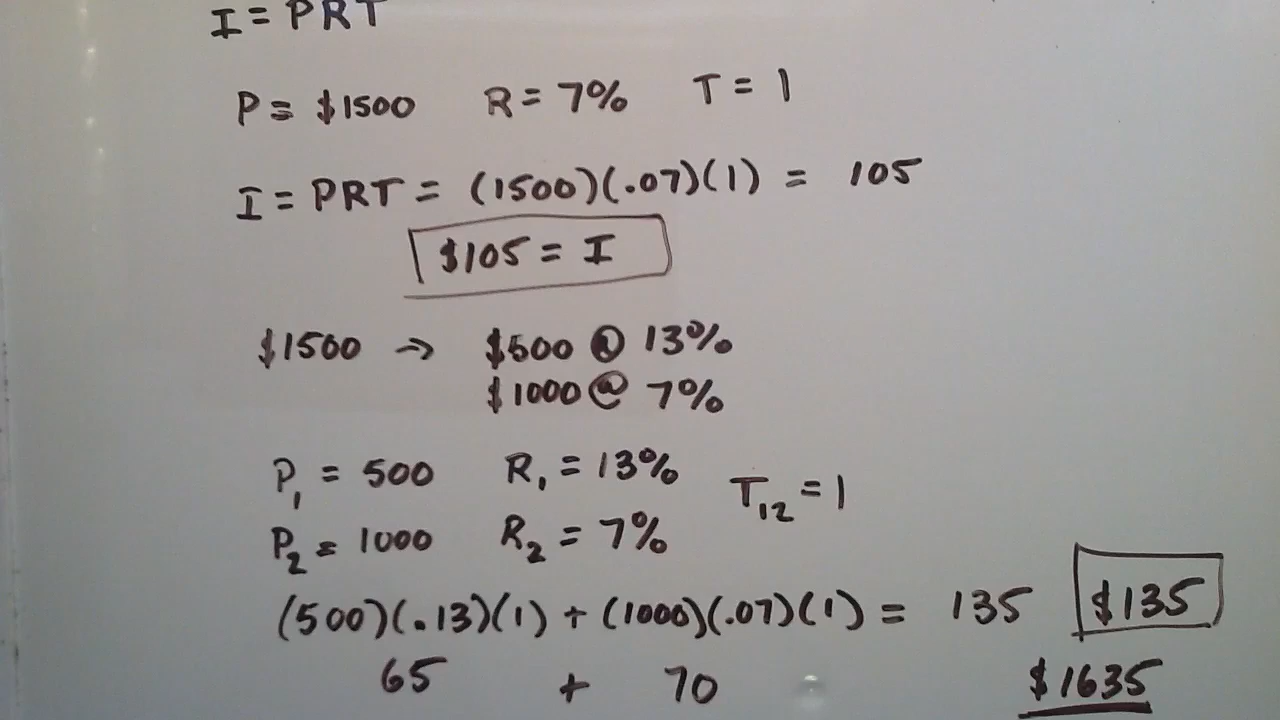 I = PRT
P = $1500 R = 7% T = 1
I = PRT = (1500)(.07)(1) = 105
$105 = I
$1500 → $500 @ 13%
$1000 @ 7%
P₁ = 500 R₁ = 13% T₁₂ = 1
P₂ = 1000 R₂ = 7%
(500)(.13)(1) + (1000)(.07)(1) = 135 $135
65 + 70 $1635